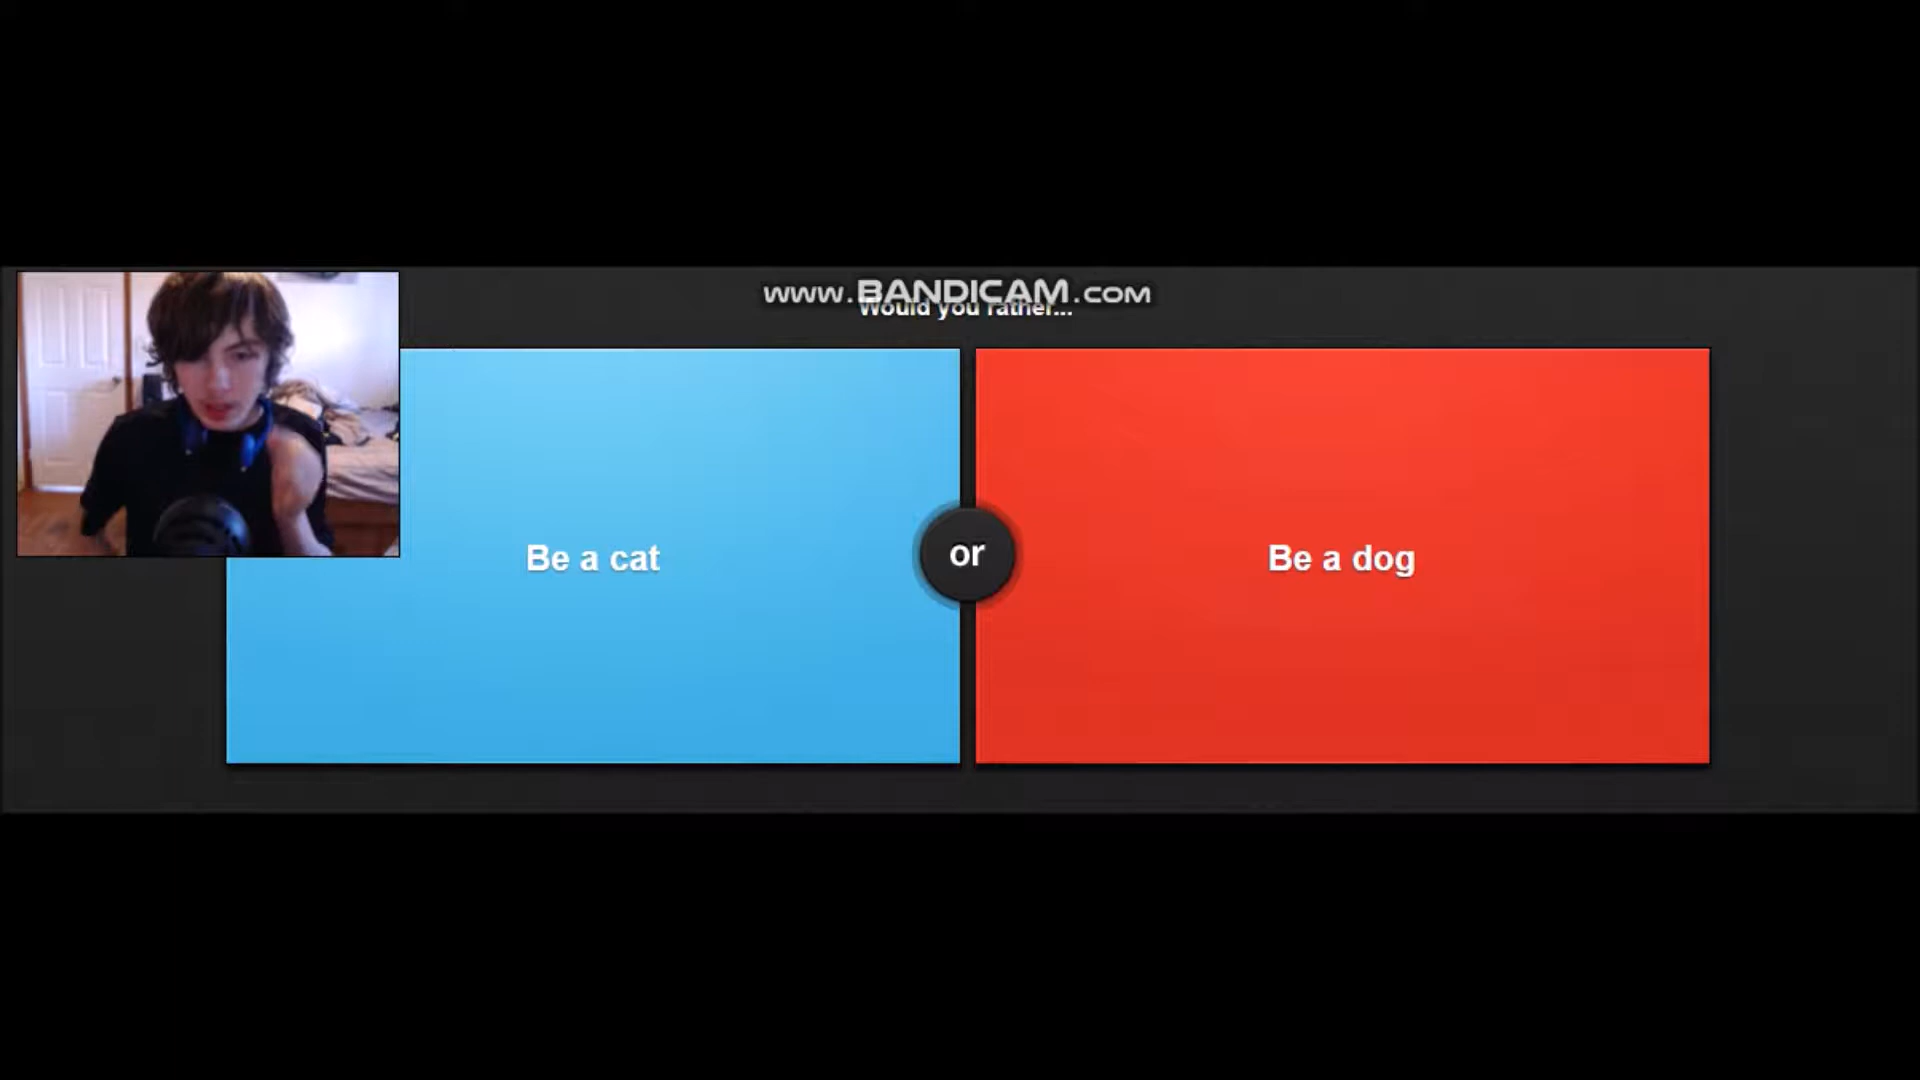 www.BANDICAM.com
Would you rather...
Be a cat
or
Be a dog